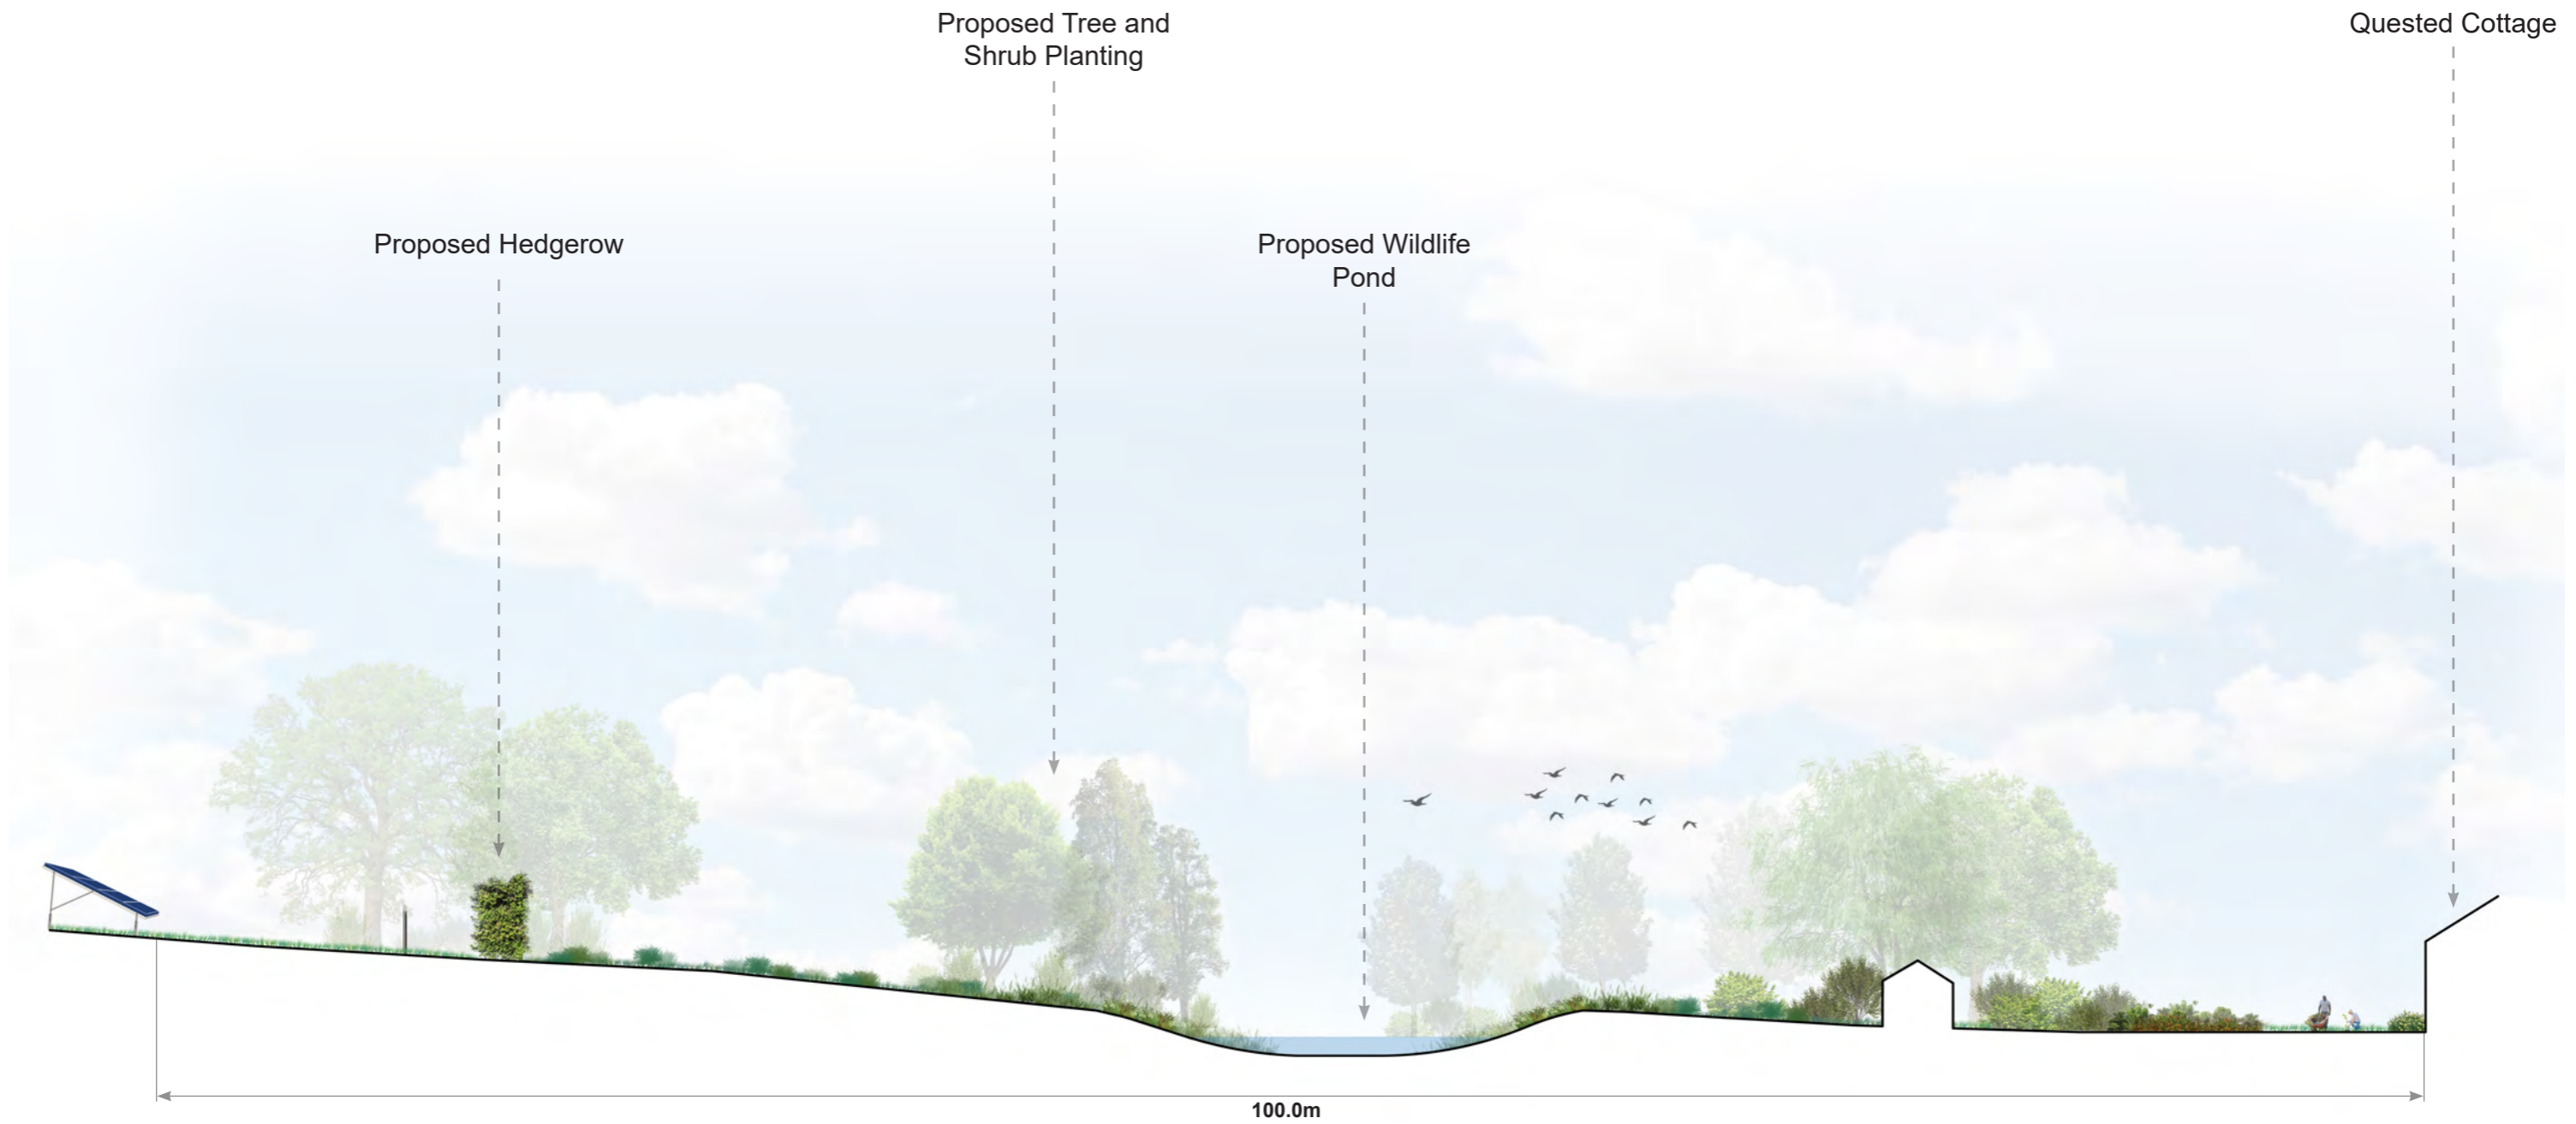 Proposed Tree and
Shrub Planting
Quested Cottage
Proposed Hedgerow
Proposed Wildlife
Pond
100.0m